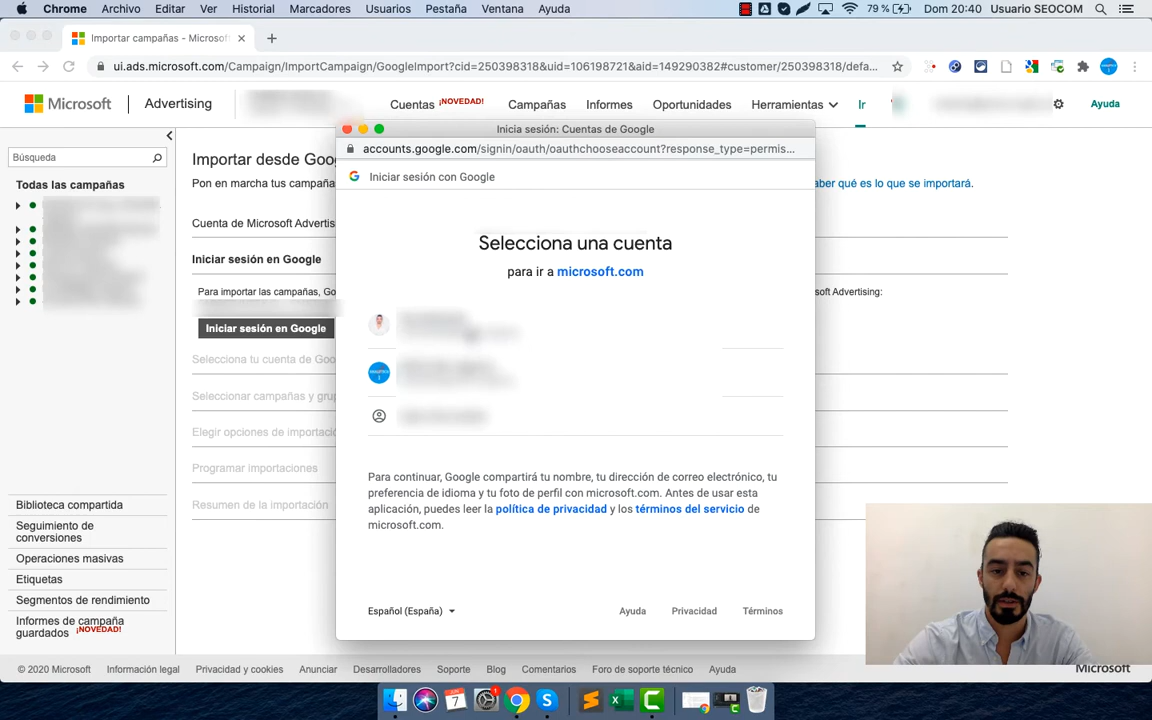 Chrome Archivo Editar Ver Historial Marcadores Usuarios Pestaña Ventana Ayuda 79 % Dom 20:40 Usuario SEOCOM
Importar campañas - Microsoft
ui.ads.microsoft.com/Campaign/ImportCampaign/GoogleImport?cid=250398318&uid=106198721&aid=149290382#customer/250398318/defa...
Microsoft Advertising Cuentas ¡NOVEDAD! Campañas Informes Oportunidades Herramientas Ir Ayuda
Búsqueda
Todas las campañas
Biblioteca compartida
Seguimiento de
conversiones
Operaciones masivas
Etiquetas
Segmentos de rendimiento
Informes de campaña
guardados ¡NOVEDAD!
Importar desde Goo
Pon en marcha tus campaña aber qué es lo que se importará.
Cuenta de Microsoft Advertis
Iniciar sesión en Google
Para importar las campañas, Go soft Advertising:
Iniciar sesión en Google
Selecciona tu cuenta de Goo
Seleccionar campañas y gru
Elegir opciones de importació
Programar importaciones
Resumen de la importación
Inicia sesión: Cuentas de Google
accounts.google.com/signin/oauth/oauthchooseaccount?response_type=permis...
Iniciar sesión con Google
Selecciona una cuenta
para ir a microsoft.com
Para continuar, Google compartirá tu nombre, tu dirección de correo electrónico, tu
preferencia de idioma y tu foto de perfil con microsoft.com. Antes de usar esta
aplicación, puedes leer la política de privacidad y los términos del servicio de
microsoft.com.
Español (España) Ayuda Privacidad Términos
© 2020 Microsoft Información legal Privacidad y cookies Anunciar Desarrolladores Soporte Blog Comentarios Foro de soporte técnico Ayuda Microsoft